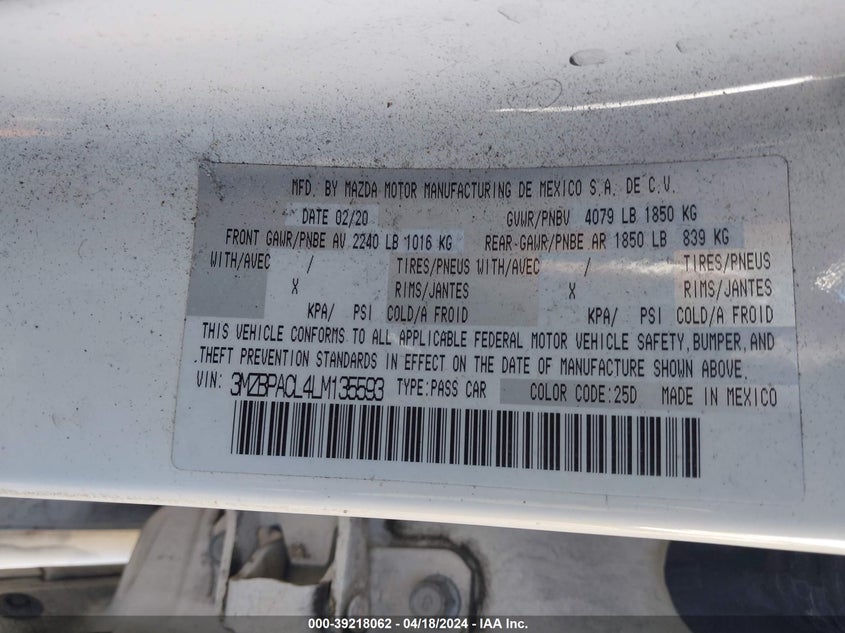 MFD. BY MAZDA MOTOR MANUFACTURING DE MEXICO S.A. DE C.V.
DATE 02/20 GVWR/PNBV 4079 LB 1850 KG
FRONT GAWR/PNBE AV 2240 LB 1016 KG REAR GAWR/PNBE AR 1850 LB 839 KG
WITH/AVEC / TIRES/PNEUS WITH/AVEC / TIRES/PNEUS
X RIMS/JANTES X RIMS/JANTES
KPA/ PSI COLD/A FROID KPA/ PSI COLD/A FROID
THIS VEHICLE CONFORMS TO ALL APPLICABLE FEDERAL MOTOR VEHICLE SAFETY, BUMPER, AND
THEFT PREVENTION STANDARDS IN EFFECT ON THE DATE OF MANUFACTURE SHOWN ABOVE.
VIN: 3MZBPACL4LM135593 TYPE:PASS CAR COLOR CODE:25D MADE IN MEXICO
000-39218062 - 04/18/2024 - IAA Inc.